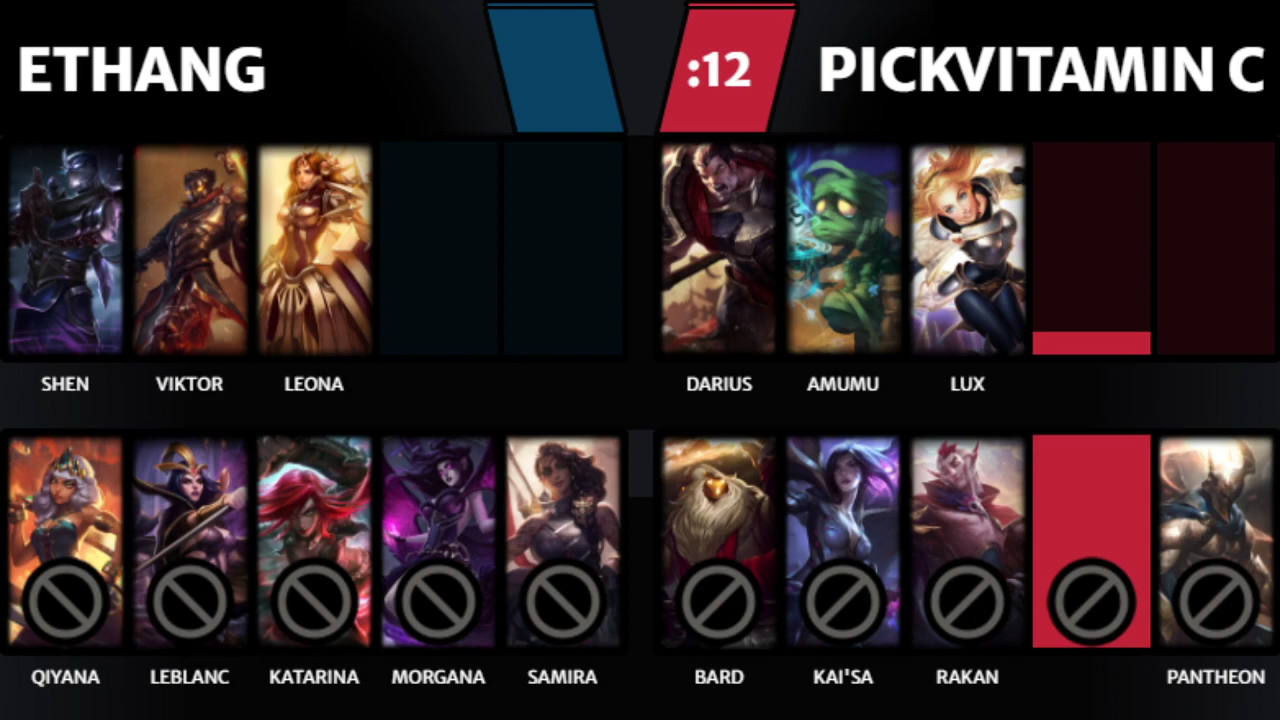 ETHANG
:12
PICKVITAMIN C
SHEN VIKTOR LEONA
DARIUS AMUMU LUX
QIYANA LEBLANC KATARINA MORGANA SAMIRA
BARD KAI'SA RAKAN PANTHEON